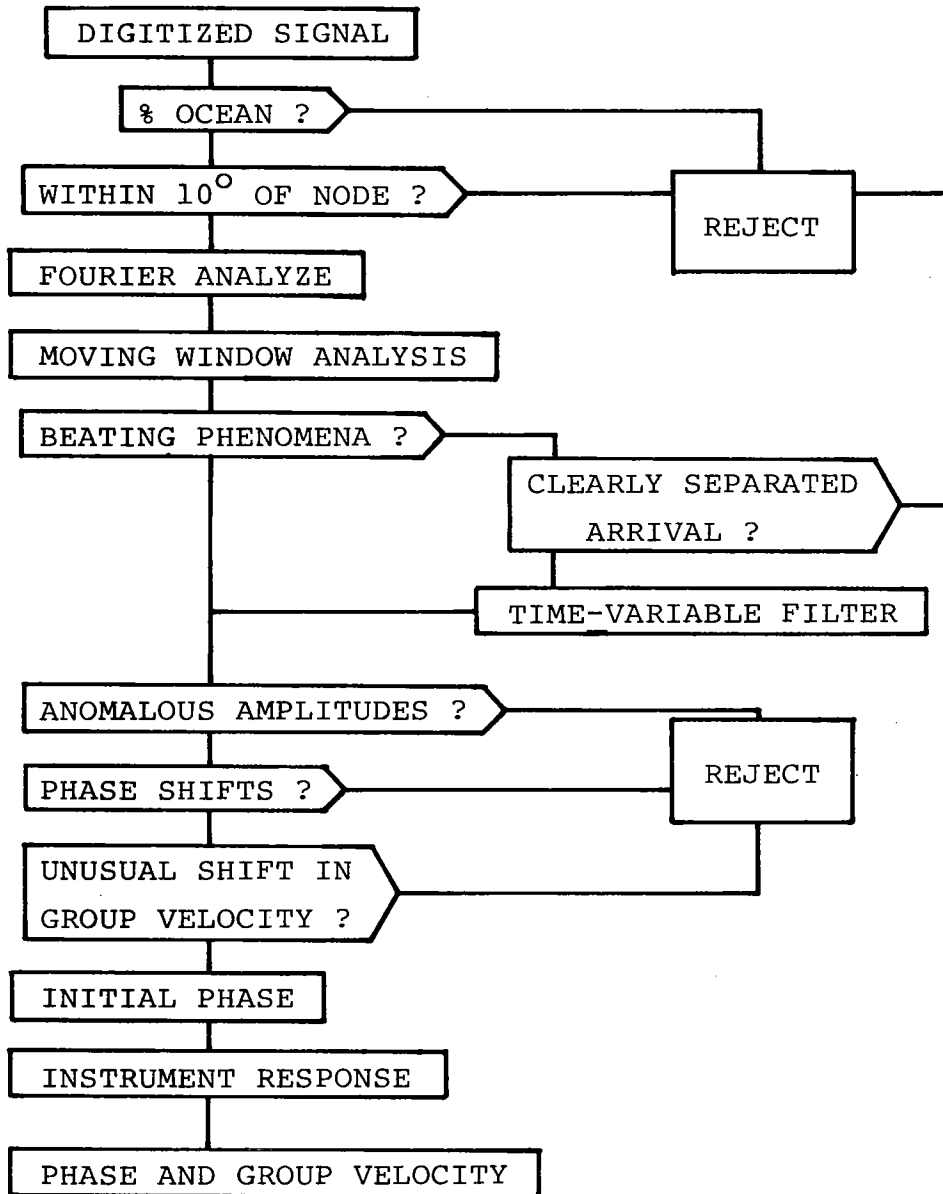 DIGITIZED SIGNAL
% OCEAN ?
WITHIN 10° OF NODE ?
REJECT
FOURIER ANALYZE
MOVING WINDOW ANALYSIS
BEATING PHENOMENA ?
CLEARLY SEPARATED
ARRIVAL ?
TIME-VARIABLE FILTER
ANOMALOUS AMPLITUDES ?
REJECT
PHASE SHIFTS ?
UNUSUAL SHIFT IN
GROUP VELOCITY ?
INITIAL PHASE
INSTRUMENT RESPONSE
PHASE AND GROUP VELOCITY